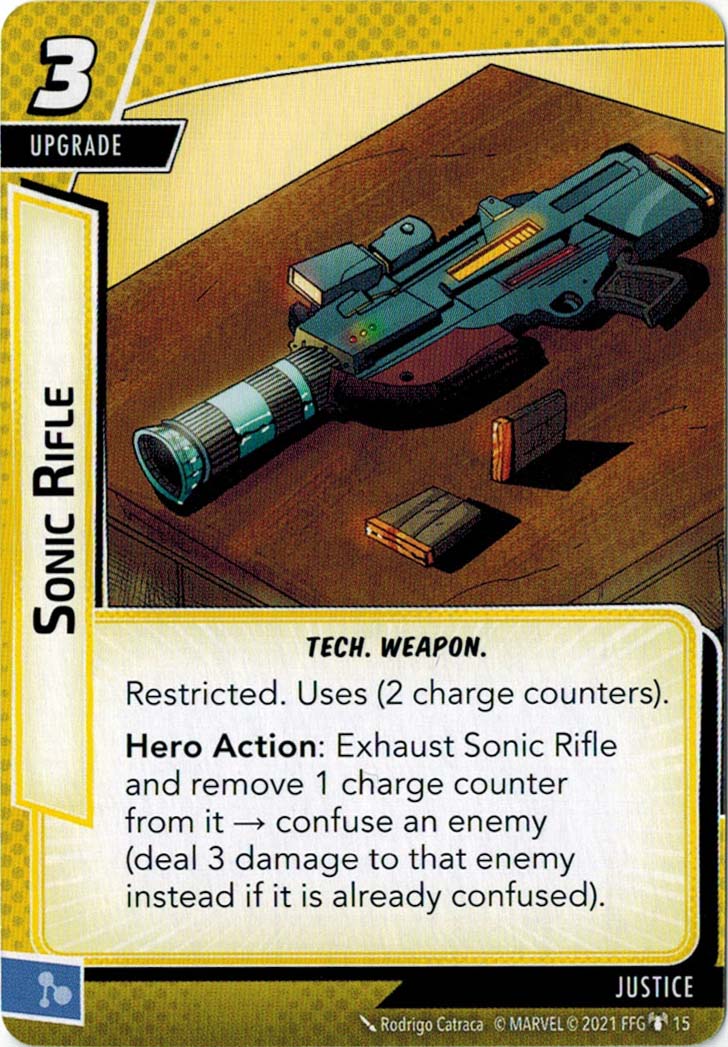 3
UPGRADE
SONIC RIFLE
TECH. WEAPON.
Restricted. Uses (2 charge counters).
Hero Action: Exhaust Sonic Rifle
and remove 1 charge counter
from it → confuse an enemy
(deal 3 damage to that enemy
instead if it is already confused).
JUSTICE
Rodrigo Catraca © MARVEL © 2021 FFG 15